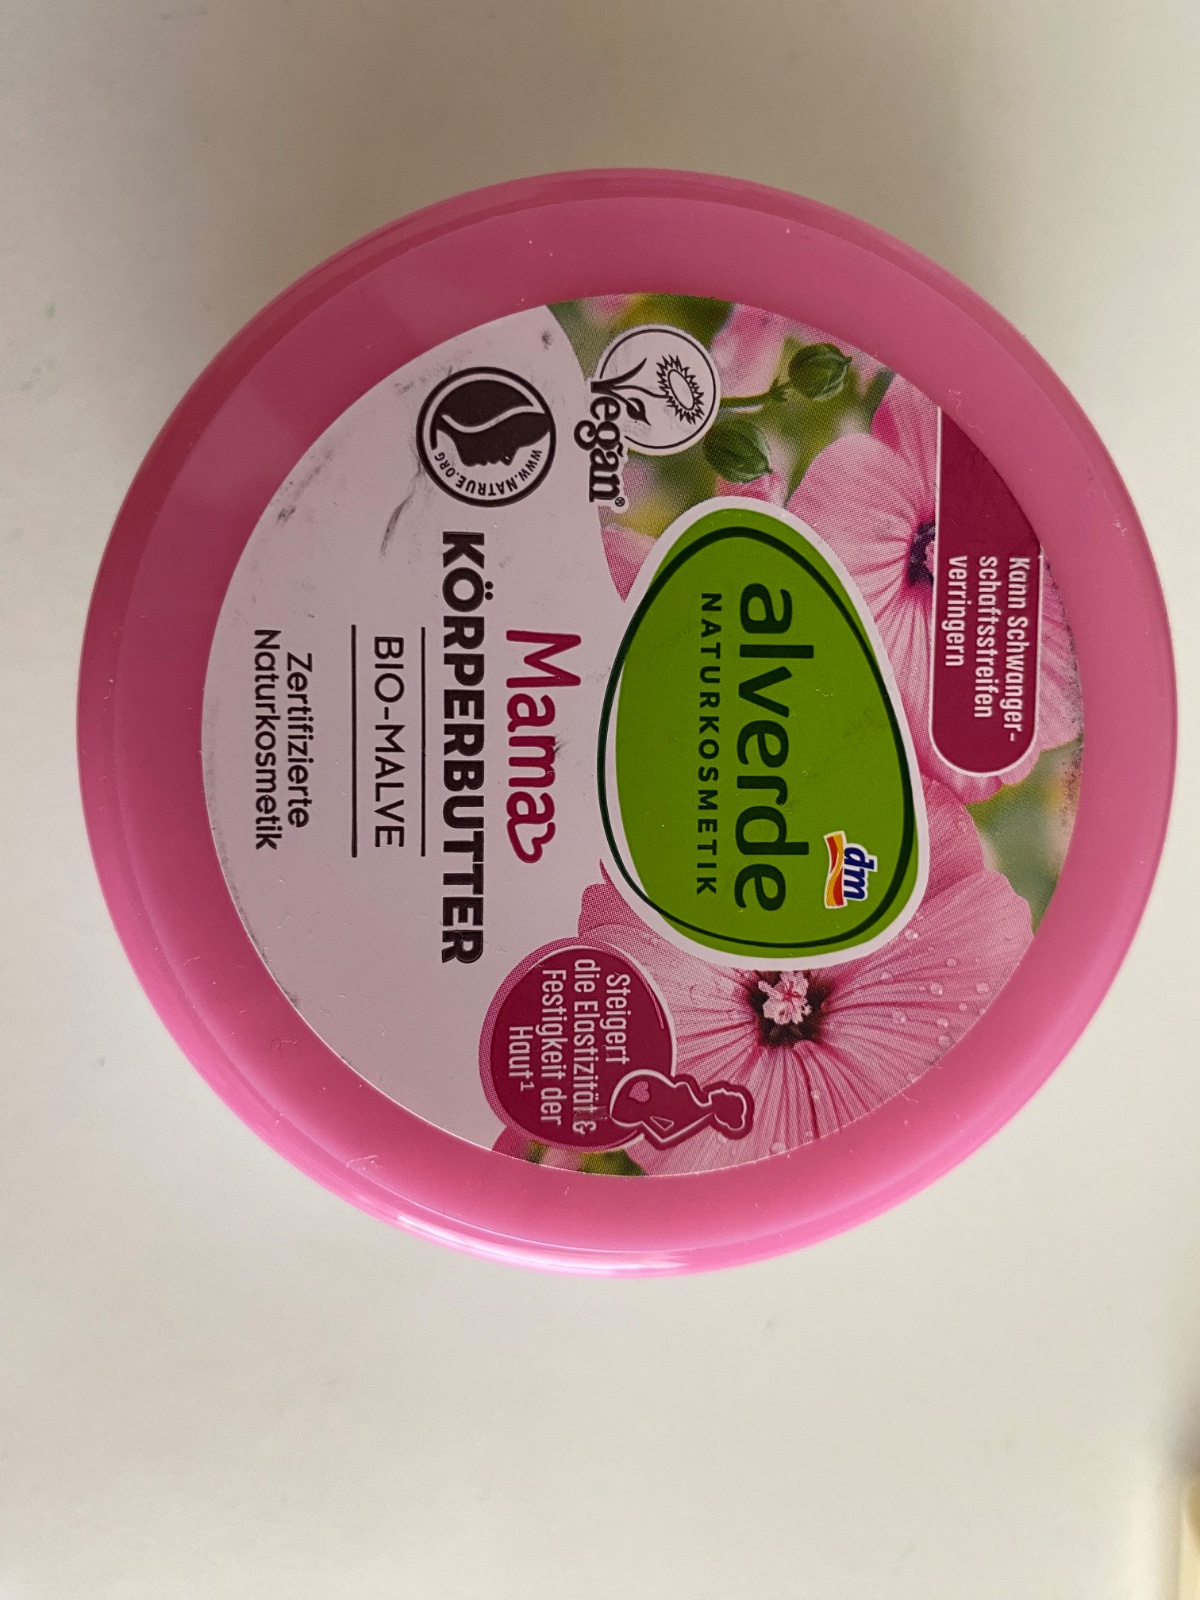 Kann Schwanger-
schaftsstreifen
verringern
dm
alverde
NATURKOSMETIK
Vegan®
Steigert
die Elastizität &
Festigkeit der
Haut¹
Mama
KÖRPERBUTTER
WWW.NATRUE.ORG
BIO-MALVE
Zertifizierte
Naturkosmetik